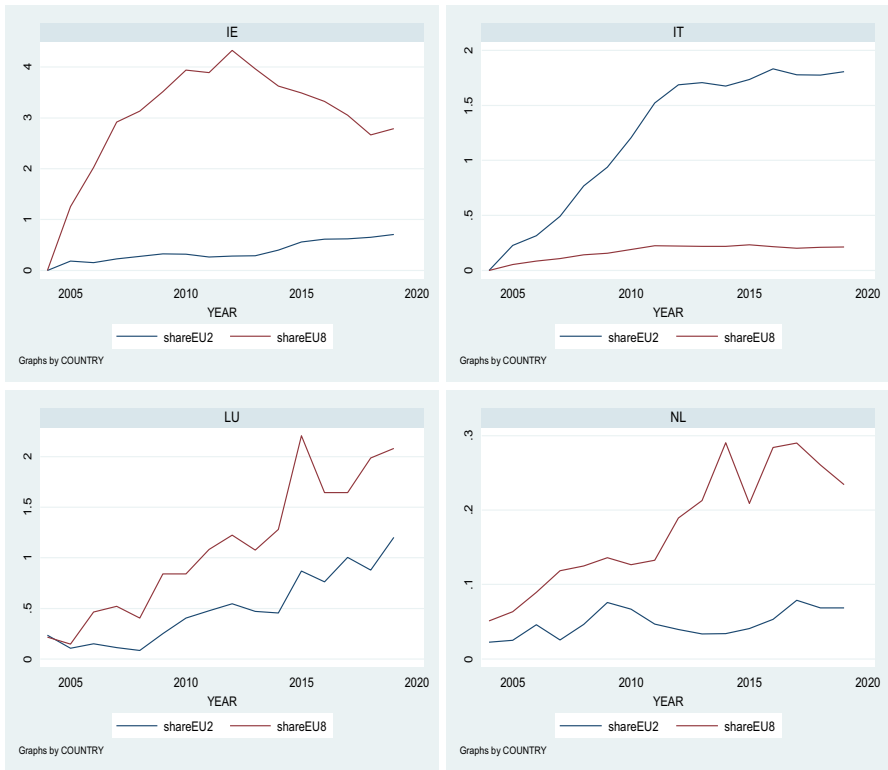 IE
4
3
2
1
0
2005 2010 2015 2020
YEAR
shareEU2 shareEU8
Graphs by COUNTRY
IT
2
1.5
1
.5
0
2005 2010 2015 2020
YEAR
shareEU2 shareEU8
Graphs by COUNTRY
LU
2
1.5
1
.5
0
2005 2010 2015 2020
YEAR
shareEU2 shareEU8
Graphs by COUNTRY
NL
.3
.2
.1
0
2005 2010 2015 2020
YEAR
shareEU2 shareEU8
Graphs by COUNTRY